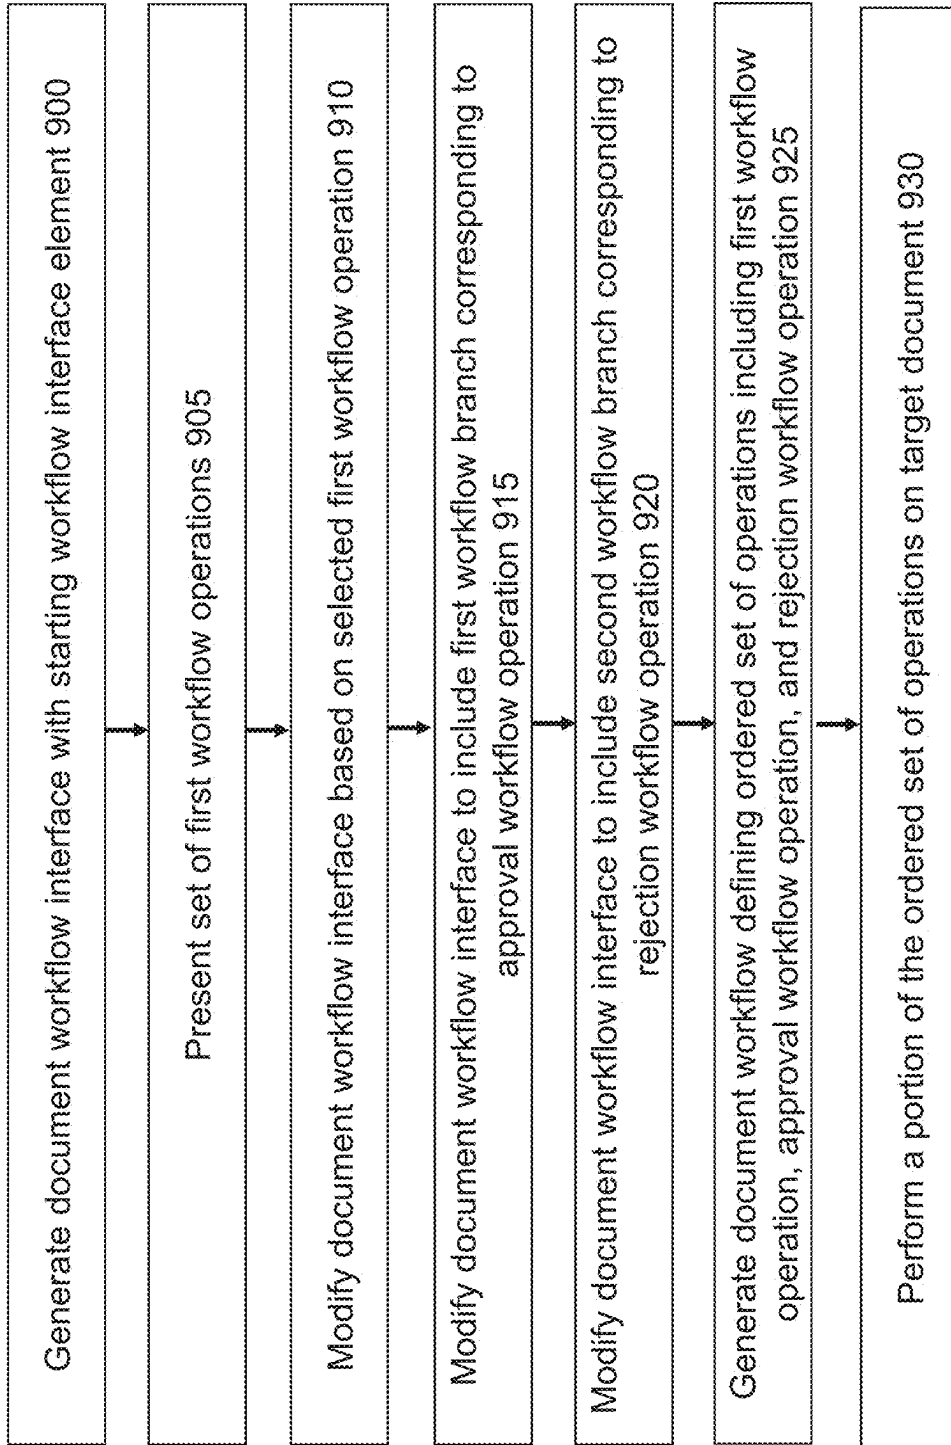 Generate document workflow interface with starting workflow interface element 900
Present set of first workflow operations 905
Modify document workflow interface based on selected first workflow operation 910
Modify document workflow interface to include first workflow branch corresponding to
approval workflow operation 915
Modify document workflow interface to include second workflow branch corresponding to
rejection workflow operation 920
Generate document workflow defining ordered set of operations including first workflow
operation, approval workflow operation, and rejection workflow operation 925
Perform a portion of the ordered set of operations on target document 930